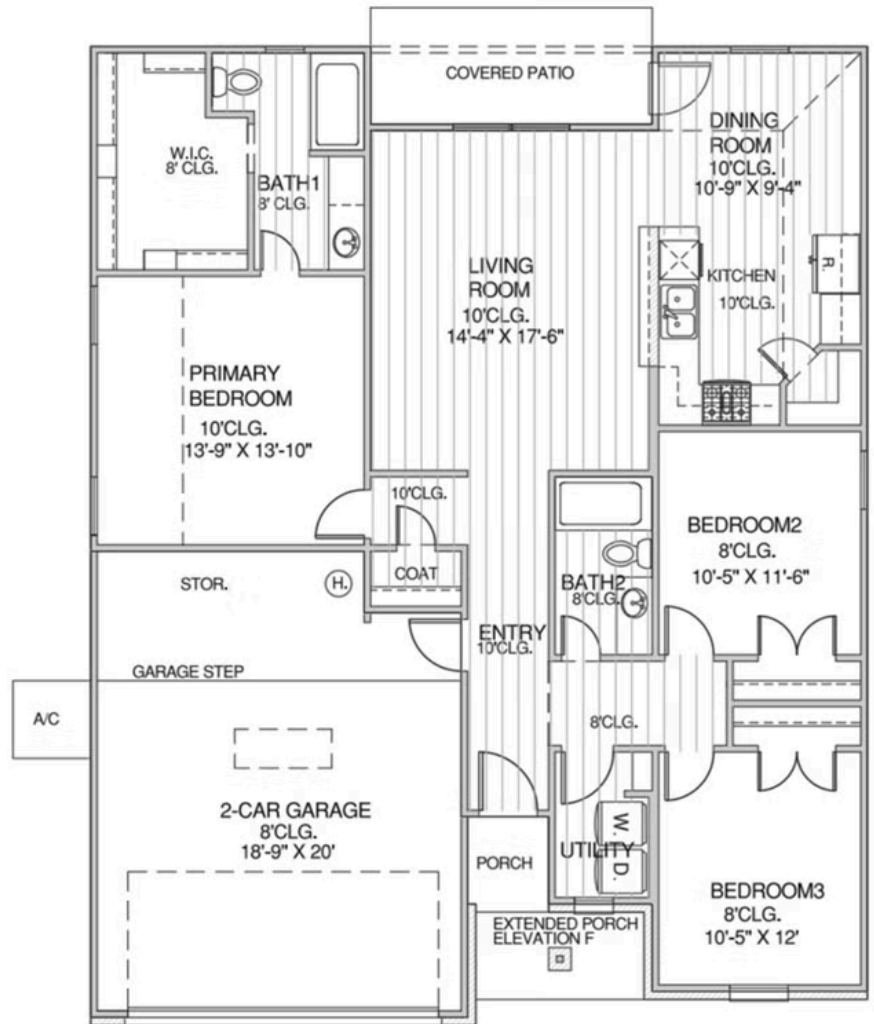 COVERED PATIO
DINING
ROOM
10'CLG.
10'-9" X 9'-4"
W.I.C.
8' CLG.
BATH1
8' CLG.
LIVING
ROOM
10'CLG.
14'-4" X 17'-6"
KITCHEN
10'CLG.
R.
PRIMARY
BEDROOM
10'CLG.
13'-9" X 13'-10"
10'CLG.
COAT
STOR.
H.
BEDROOM2
8'CLG.
10'-5" X 11'-6"
BATH2
8'CLG.
ENTRY
10'CLG.
GARAGE STEP
A/C
8'CLG.
2-CAR GARAGE
8'CLG.
18'-9" X 20'
PORCH
UTILITY
W.
D.
BEDROOM3
8'CLG.
10'-5" X 12'
EXTENDED PORCH
ELEVATION F